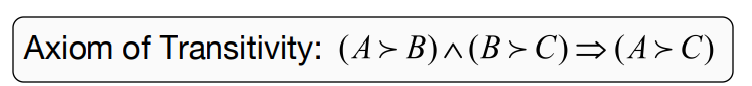 Axiom of Transitivity: (A ≻ B) ∧ (B ≻ C) ⇒ (A ≻ C)